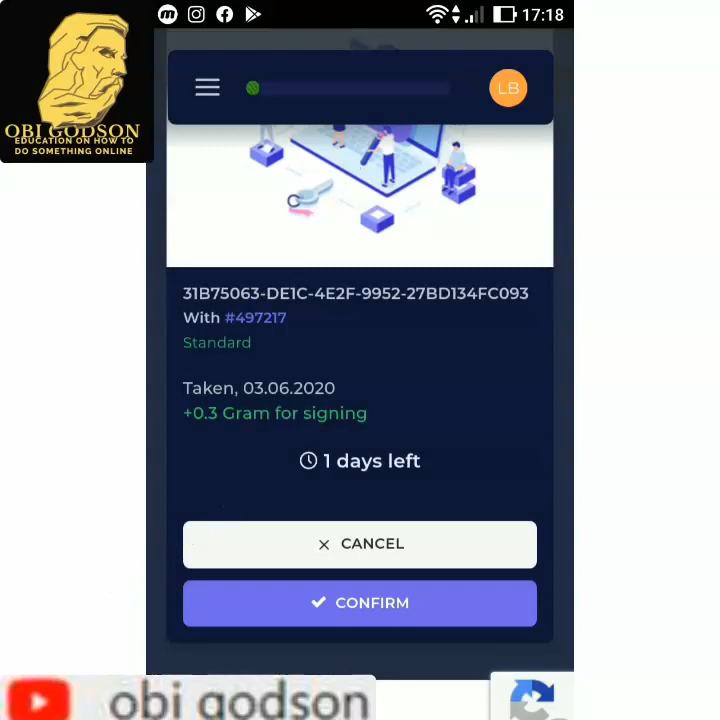 17:18
OBI GODSON
EDUCATION ON HOW TO
DO SOMETHING ONLINE
LB
31B75063-DE1C-4E2F-9952-27BD134FC093
With #497217
Standard
Taken, 03.06.2020
+0.3 Gram for signing
1 days left
CANCEL
CONFIRM
obi godson